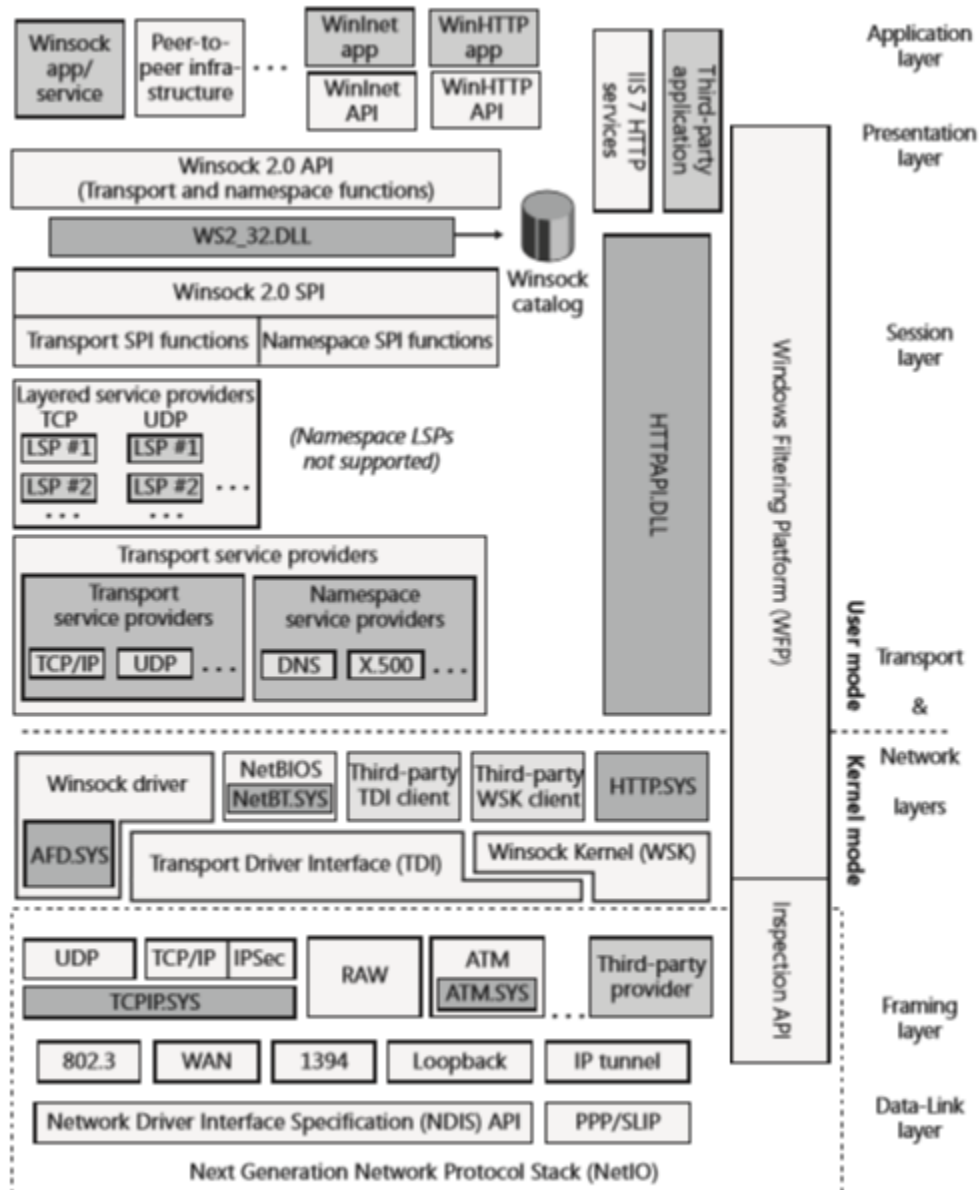 Winsock
app/
service
Peer-to-
peer infra-
structure
...
WinInet
app
WinInet
API
WinHTTP
app
WinHTTP
API
IIS 7 HTTP
services
Third-party
application
Application
layer
Presentation
layer
Winsock 2.0 API
(Transport and namespace functions)
WS2_32.DLL
Winsock
catalog
Winsock 2.0 SPI
Transport SPI functions
Namespace SPI functions
Session
layer
Layered service providers
TCP
UDP
LSP #1
LSP #1
LSP #2
LSP #2
...
...
...
(Namespace LSPs
not supported)
HTTPAPI.DLL
Windows Filtering Platform (WFP)
Transport service providers
Transport
service providers
TCP/IP
UDP
...
Namespace
service providers
DNS
X.500
...
User mode
Transport
&
Network
layers
Kernel mode
Winsock driver
AFD.SYS
NetBIOS
NetBT.SYS
Third-party
TDI client
Third-party
WSK client
HTTP.SYS
Transport Driver Interface (TDI)
Winsock Kernel (WSK)
Inspection API
UDP
TCP/IP
IPSec
TCPIP.SYS
RAW
ATM
ATM.SYS
...
Third-party
provider
Framing
layer
802.3
WAN
1394
Loopback
IP tunnel
Network Driver Interface Specification (NDIS) API
PPP/SLIP
Data-Link
layer
Next Generation Network Protocol Stack (NetIO)